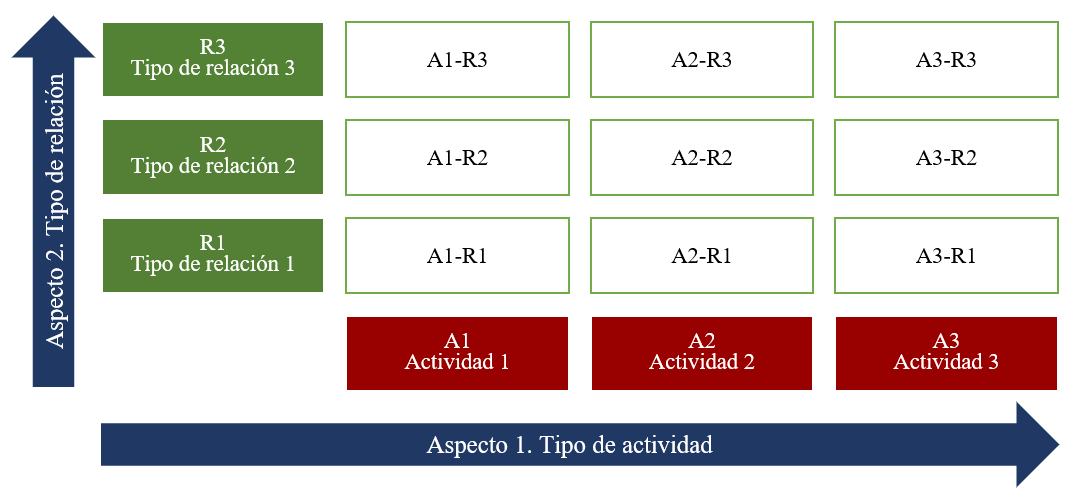 Aspecto 2. Tipo de relación
R3
Tipo de relación 3
A1-R3
A2-R3
A3-R3
R2
Tipo de relación 2
A1-R2
A2-R2
A3-R2
R1
Tipo de relación 1
A1-R1
A2-R1
A3-R1
A1
Actividad 1
A2
Actividad 2
A3
Actividad 3
Aspecto 1. Tipo de actividad